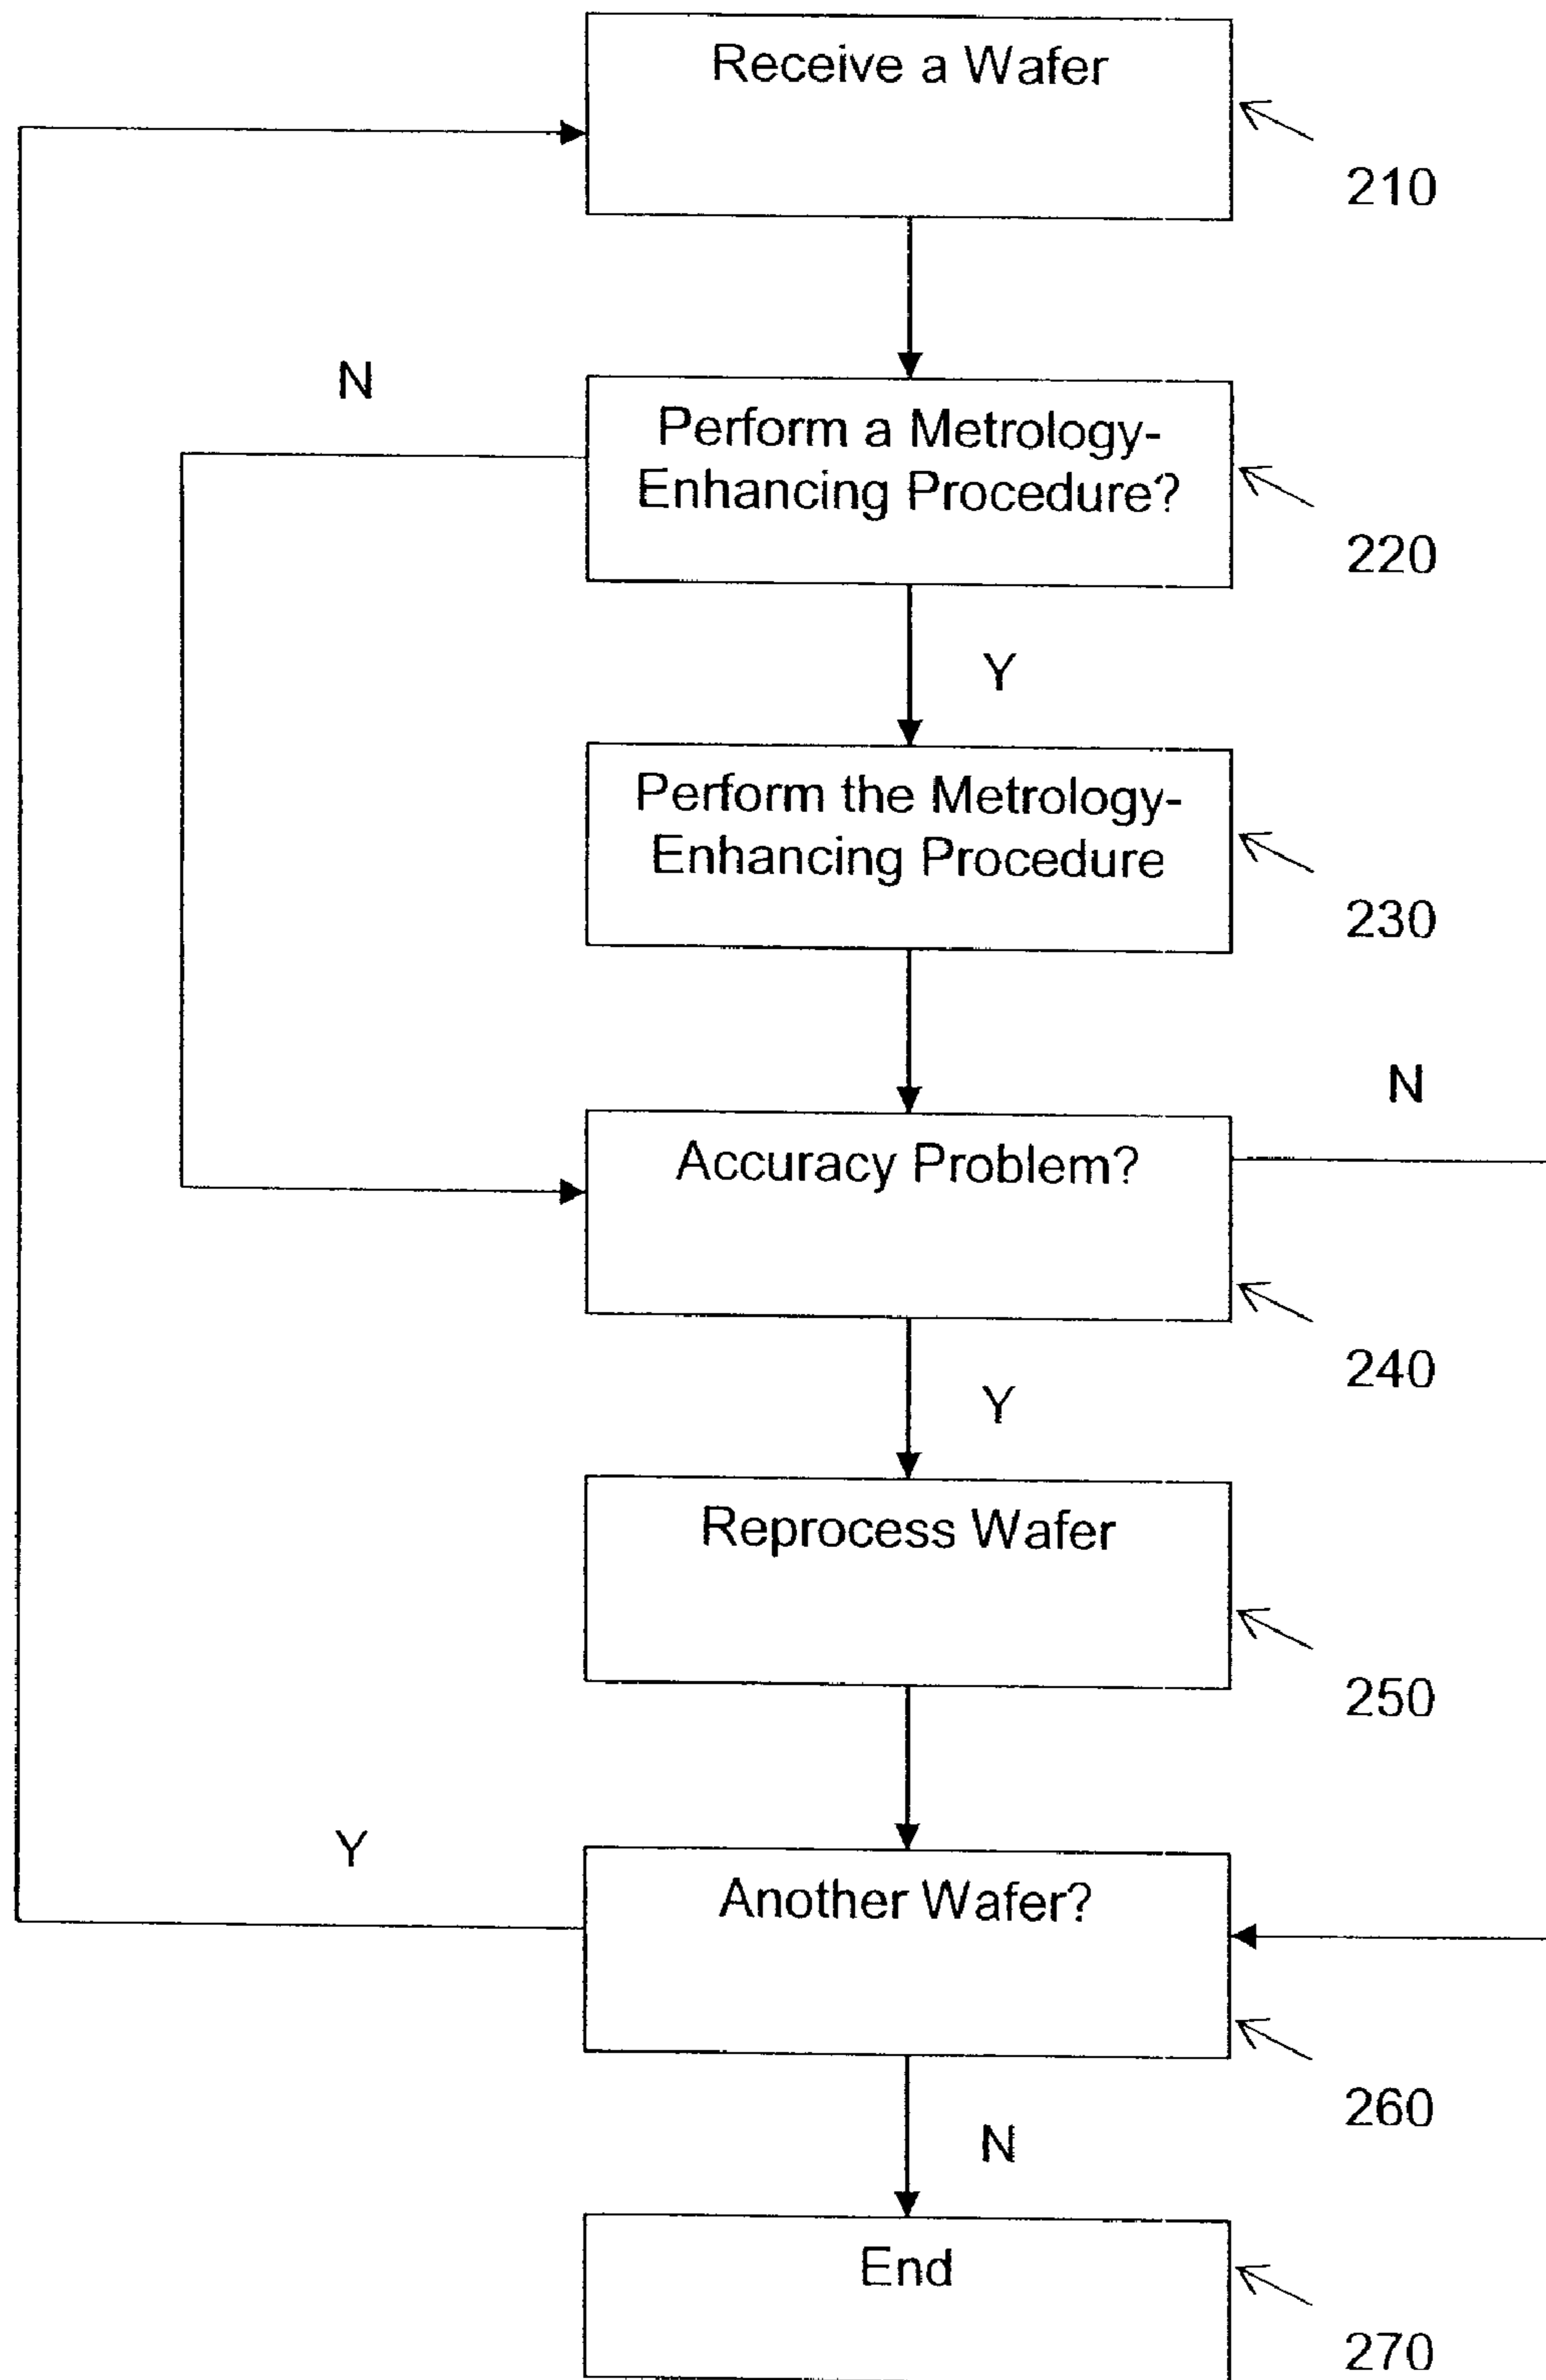 Receive a Wafer
210
N
Perform a Metrology-
Enhancing Procedure?
220
Y
Perform the Metrology-
Enhancing Procedure
230
N
Accuracy Problem?
240
Y
Reprocess Wafer
250
Y
Another Wafer?
260
N
End
270